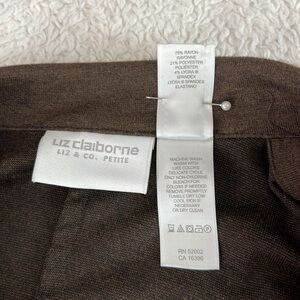 75% RAYON
RAYONNE
21% POLYESTER
POLIÉSTER
4% LYCRA® SPANDEX
LYCRA® SPANDEX
ELASTANO
Liz claiborne
LIZ & CO. PETITE
MACHINE WASH
WARM WITH
LIKE COLORS
DELICATE CYCLE
ONLY NON-CHLORINE
BLEACH FOR
COLORS IF NEEDED
REMOVE PROMPTLY
TUMBLE DRY LOW
COOL IRON IF
NECESSARY
OR DRY CLEAN
RN 52002
CA 16396